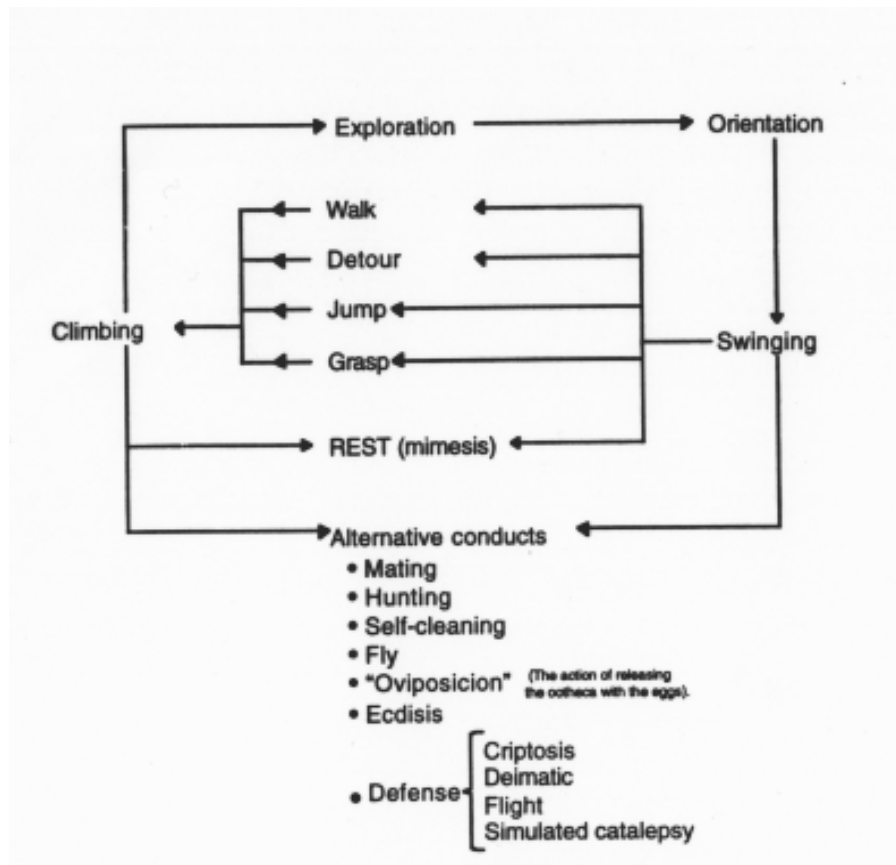 Exploration
Orientation
Walk
Detour
Jump
Climbing
Swinging
Grasp
REST (mimesis)
Alternative conducts
• Mating
• Hunting
• Self-cleaning
• Fly
• "Oviposicion" (The action of releasing
the ootheca with the eggs).
• Ecdisis
• Defense
Criptosis
Deimatic
Flight
Simulated catalepsy